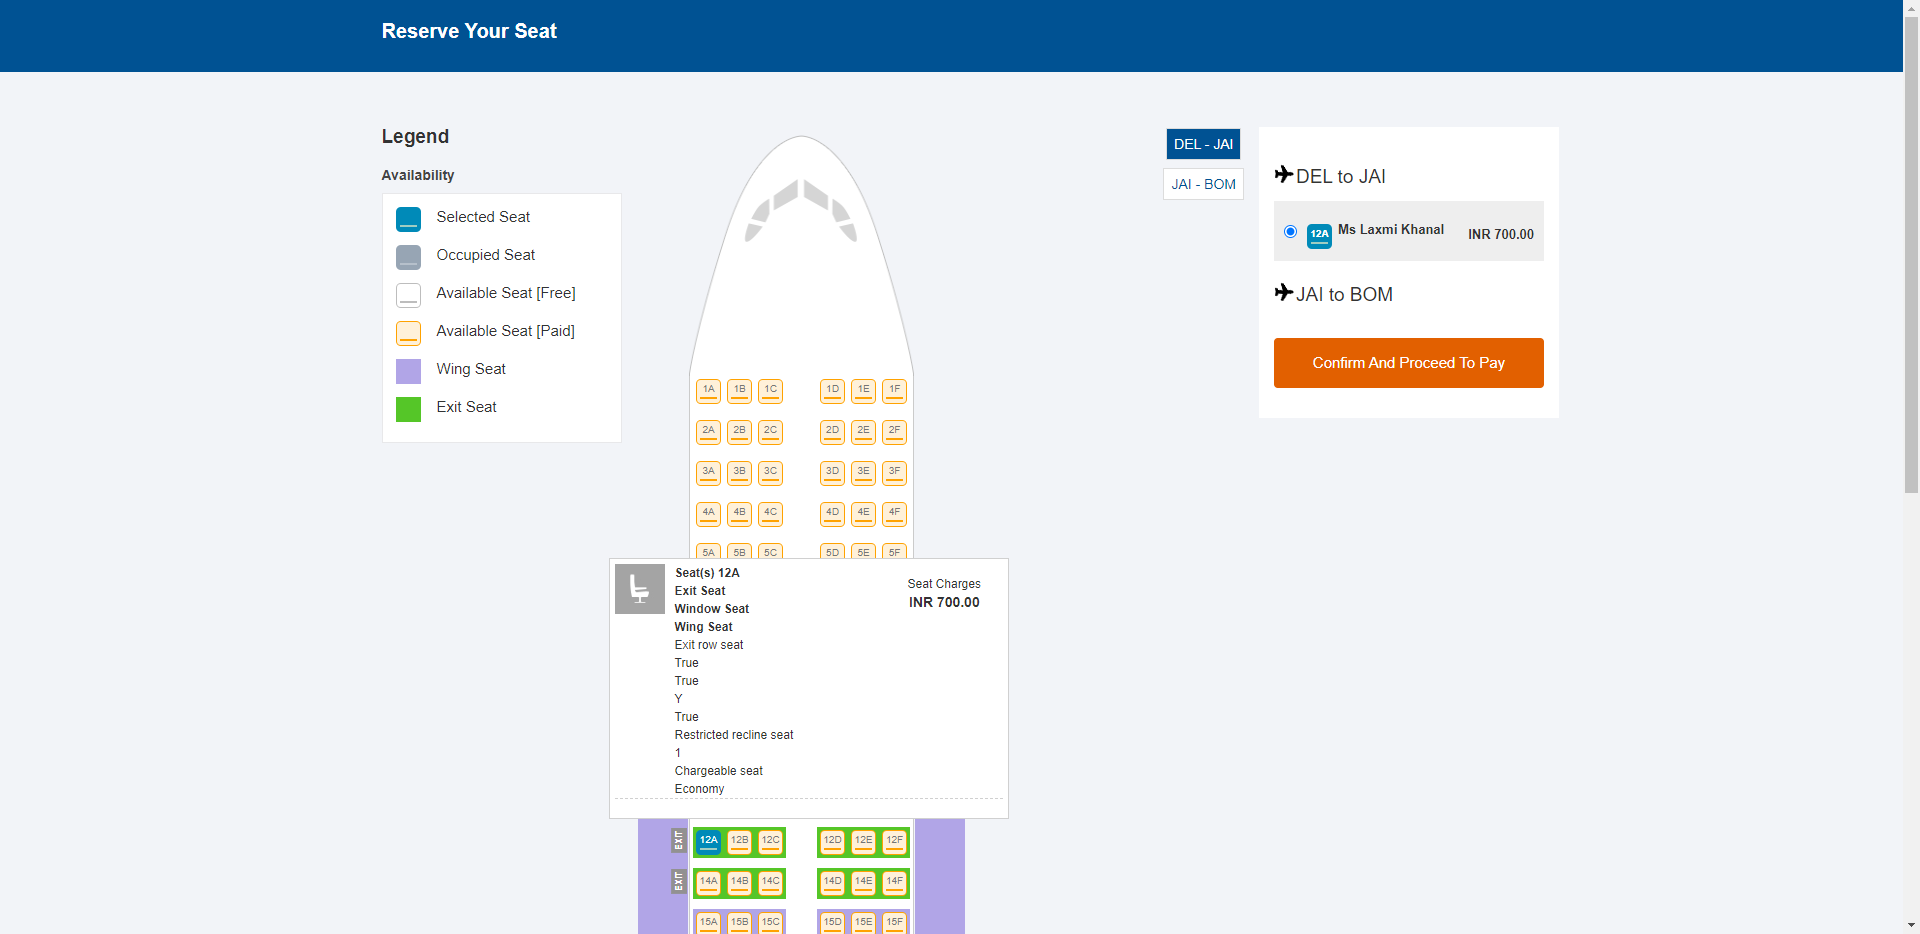 Reserve Your Seat
Legend
Availability
Selected Seat
Occupied Seat
Available Seat [Free]
Available Seat [Paid]
Wing Seat
Exit Seat
1A 1B 1C 1D 1E 1F
2A 2B 2C 2D 2E 2F
3A 3B 3C 3D 3E 3F
4A 4B 4C 4D 4E 4F
5A 5B 5C 5D 5E 5F
Seat(s) 12A
Exit Seat
Window Seat
Wing Seat
Exit row seat
True
True
Y
True
Restricted recline seat
1
Chargeable seat
Economy
Seat Charges
INR 700.00
EXIT 12A 12B 12C 12D 12E 12F
EXIT 14A 14B 14C 14D 14E 14F
15A 15B 15C 15D 15E 15F
DEL - JAI
JAI - BOM
DEL to JAI
12A Ms Laxmi Khanal INR 700.00
JAI to BOM
Confirm And Proceed To Pay